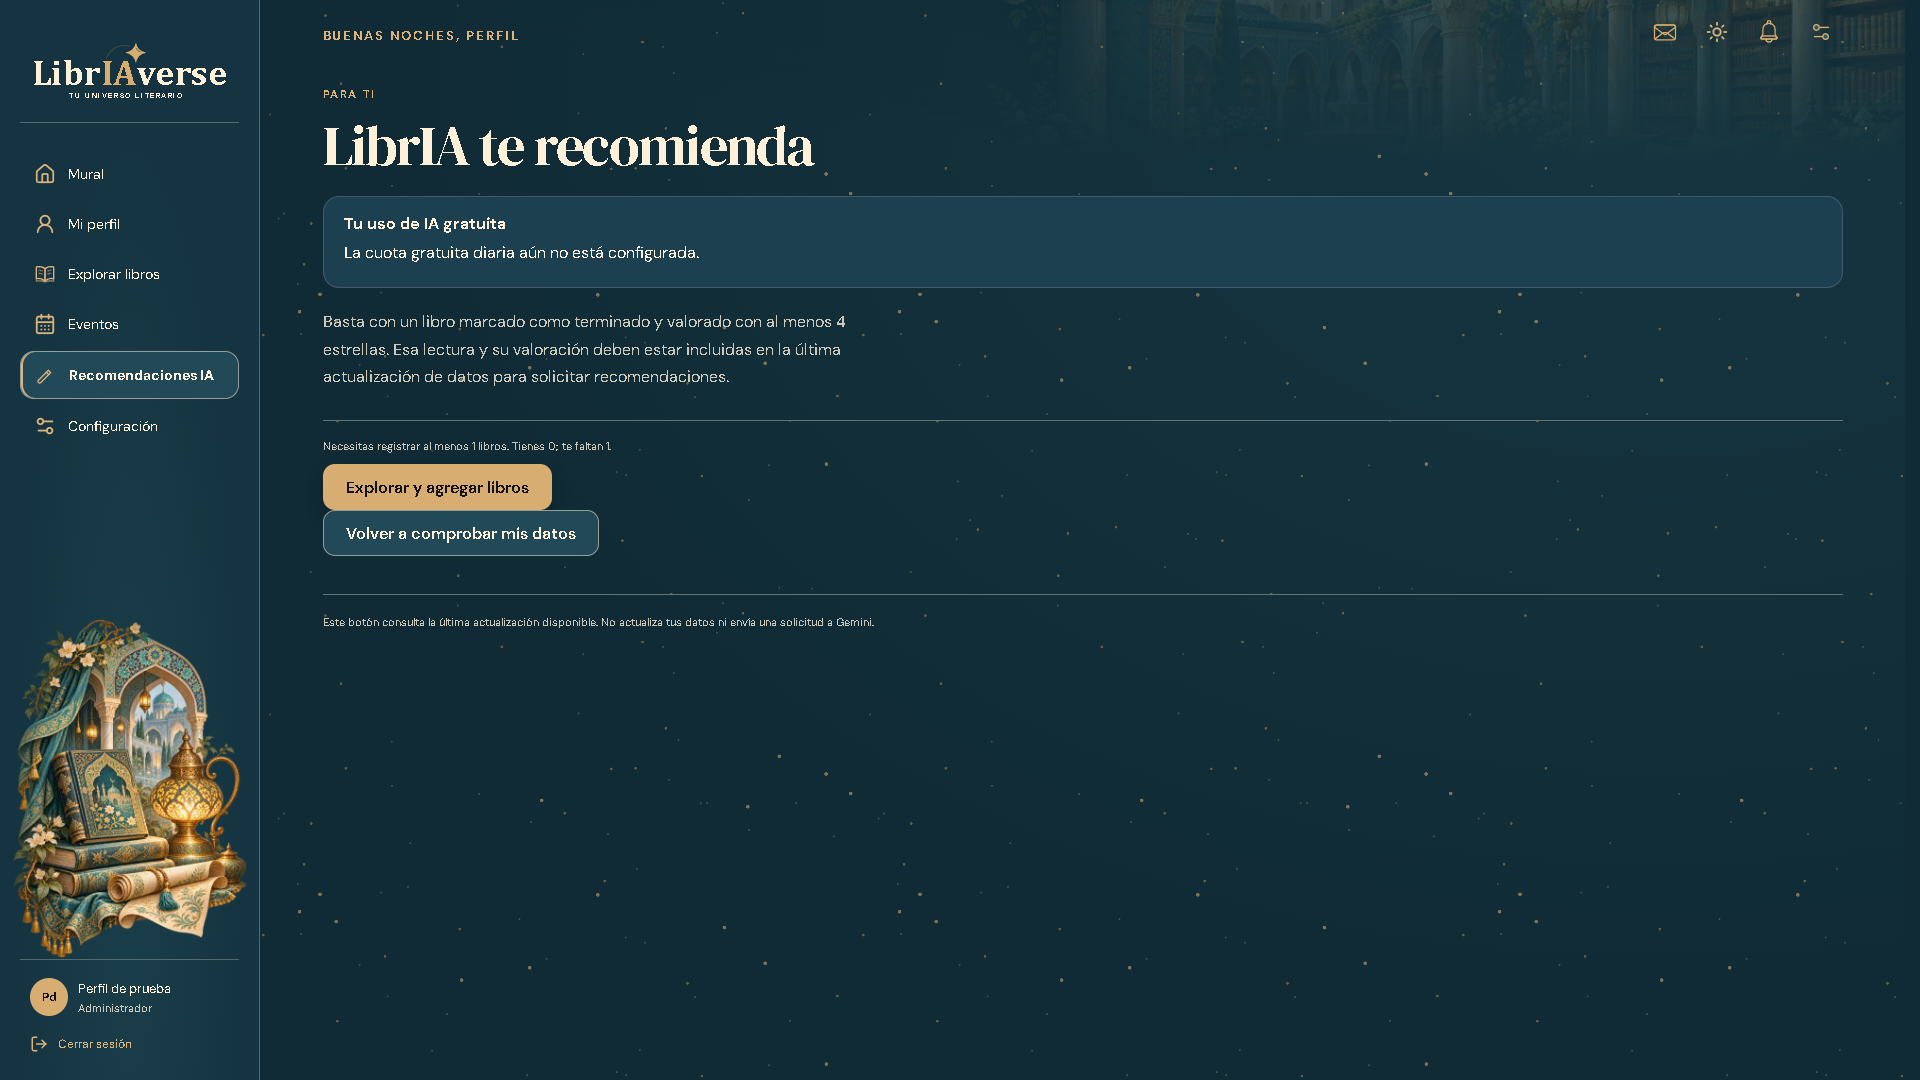 LibrIAverse
TU UNIVERSO LITERARIO
Mural
Mi perfil
Explorar libros
Eventos
Recomendaciones IA
Configuración
Pd
Perfil de prueba
Administrador
Cerrar sesión
BUENAS NOCHES, PERFIL
PARA TI
LibrIA te recomienda
Tu uso de IA gratuita
La cuota gratuita diaria aún no está configurada.
Basta con un libro marcado como terminado y valorado con al menos 4
estrellas. Esa lectura y su valoración deben estar incluidas en la última
actualización de datos para solicitar recomendaciones.
Necesitas registrar al menos 1 libros. Tienes 0; te faltan 1.
Explorar y agregar libros
Volver a comprobar mis datos
Este botón consulta la última actualización disponible. No actualiza tus datos ni envía una solicitud a Gemini.